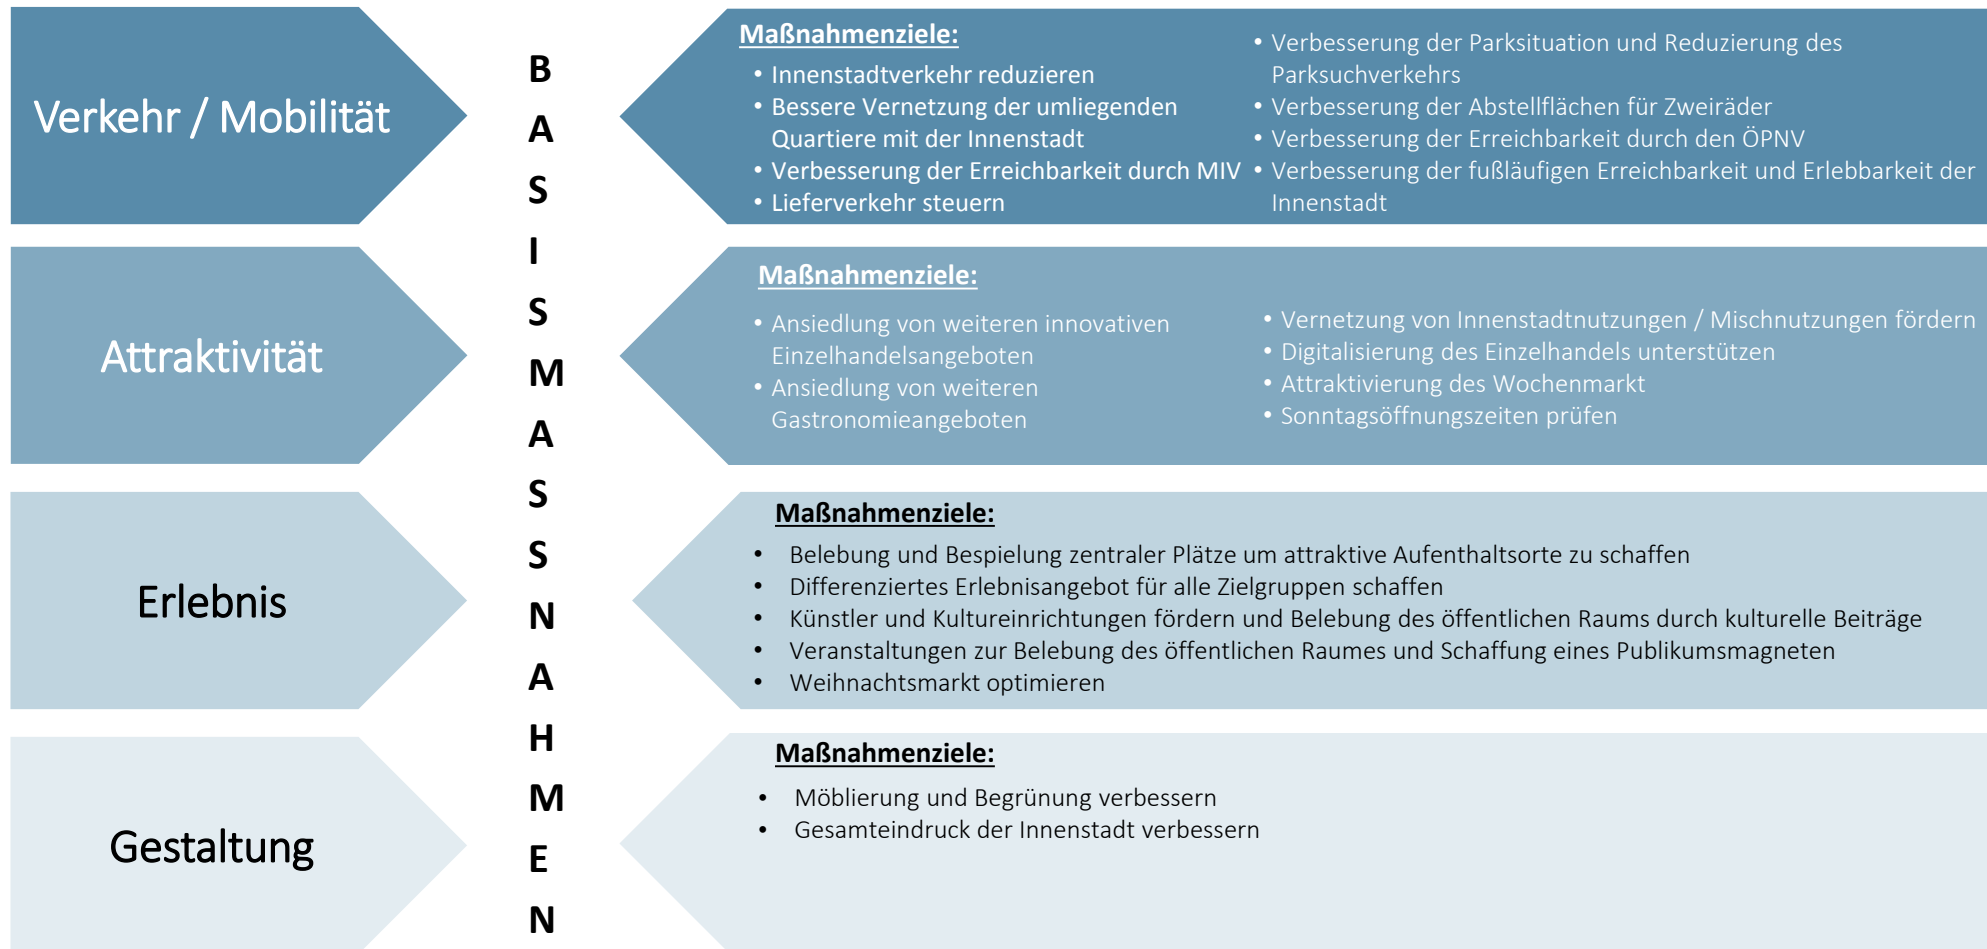 Verkehr / Mobilität
Maßnahmenziele:
• Innenstadtverkehr reduzieren
• Bessere Vernetzung der umliegenden
Quartiere mit der Innenstadt
• Verbesserung der Erreichbarkeit durch MIV
• Lieferverkehr steuern
• Verbesserung der Parksituation und Reduzierung des
Parksuchverkehrs
• Verbesserung der Abstellflächen für Zweiräder
• Verbesserung der Erreichbarkeit durch den ÖPNV
• Verbesserung der fußläufigen Erreichbarkeit und Erlebbarkeit der
Innenstadt
Attraktivität
Maßnahmenziele:
• Ansiedlung von weiteren innovativen
Einzelhandelsangeboten
• Ansiedlung von weiteren
Gastronomieangeboten
• Vernetzung von Innenstadtnutzungen / Mischnutzungen fördern
• Digitalisierung des Einzelhandels unterstützen
• Attraktivierung des Wochenmarkt
• Sonntagsöffnungszeiten prüfen
Erlebnis
Maßnahmenziele:
• Belebung und Bespielung zentraler Plätze um attraktive Aufenthaltsorte zu schaffen
• Differenziertes Erlebnisangebot für alle Zielgruppen schaffen
• Künstler und Kultureinrichtungen fördern und Belebung des öffentlichen Raums durch kulturelle Beiträge
• Veranstaltungen zur Belebung des öffentlichen Raumes und Schaffung eines Publikumsmagneten
• Weihnachtsmarkt optimieren
Gestaltung
Maßnahmenziele:
• Möblierung und Begrünung verbessern
• Gesamteindruck der Innenstadt verbessern
B
A
S
I
S
M
A
S
S
N
A
H
M
E
N